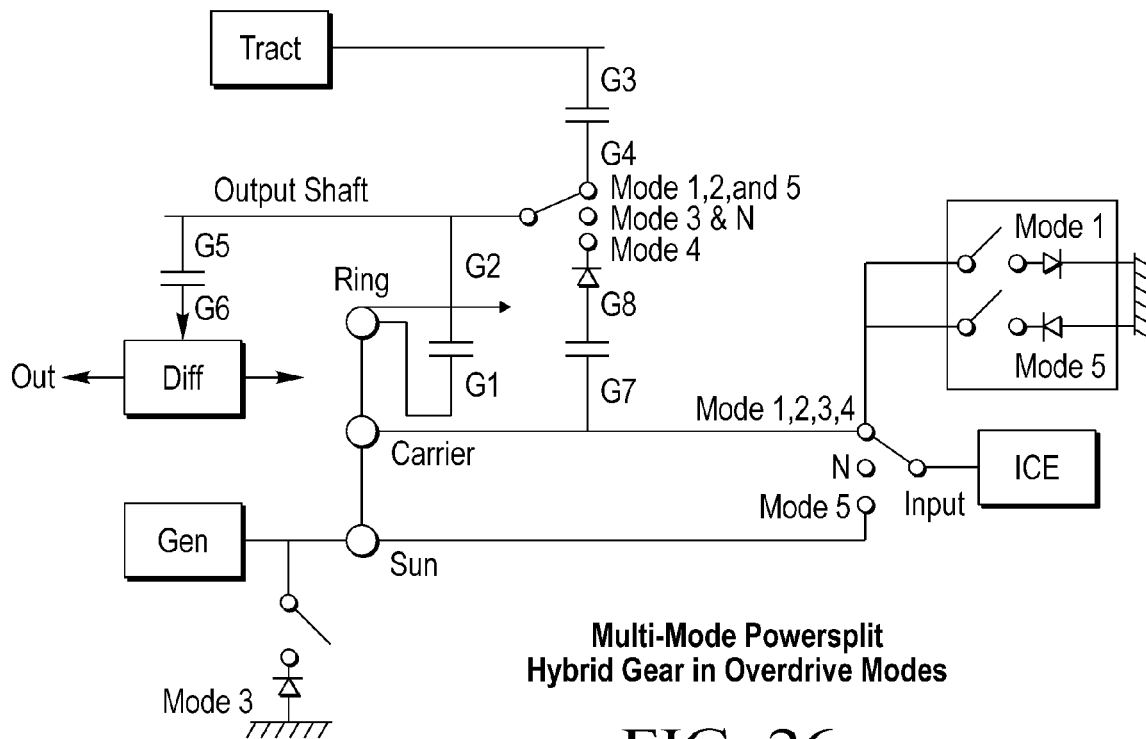 Tract
G3
G4
Output Shaft
Mode 1,2,and 5
Mode 3 & N
Mode 4
G5
G2
Ring
G8
G6
Mode 1
Out
Diff
G1
G7
Mode 5
Mode 1,2,3,4
Carrier
N
ICE
Input
Mode 5
Gen
Sun
Multi-Mode Powersplit
Hybrid Gear in Overdrive Modes
Mode 3
FIG. 26